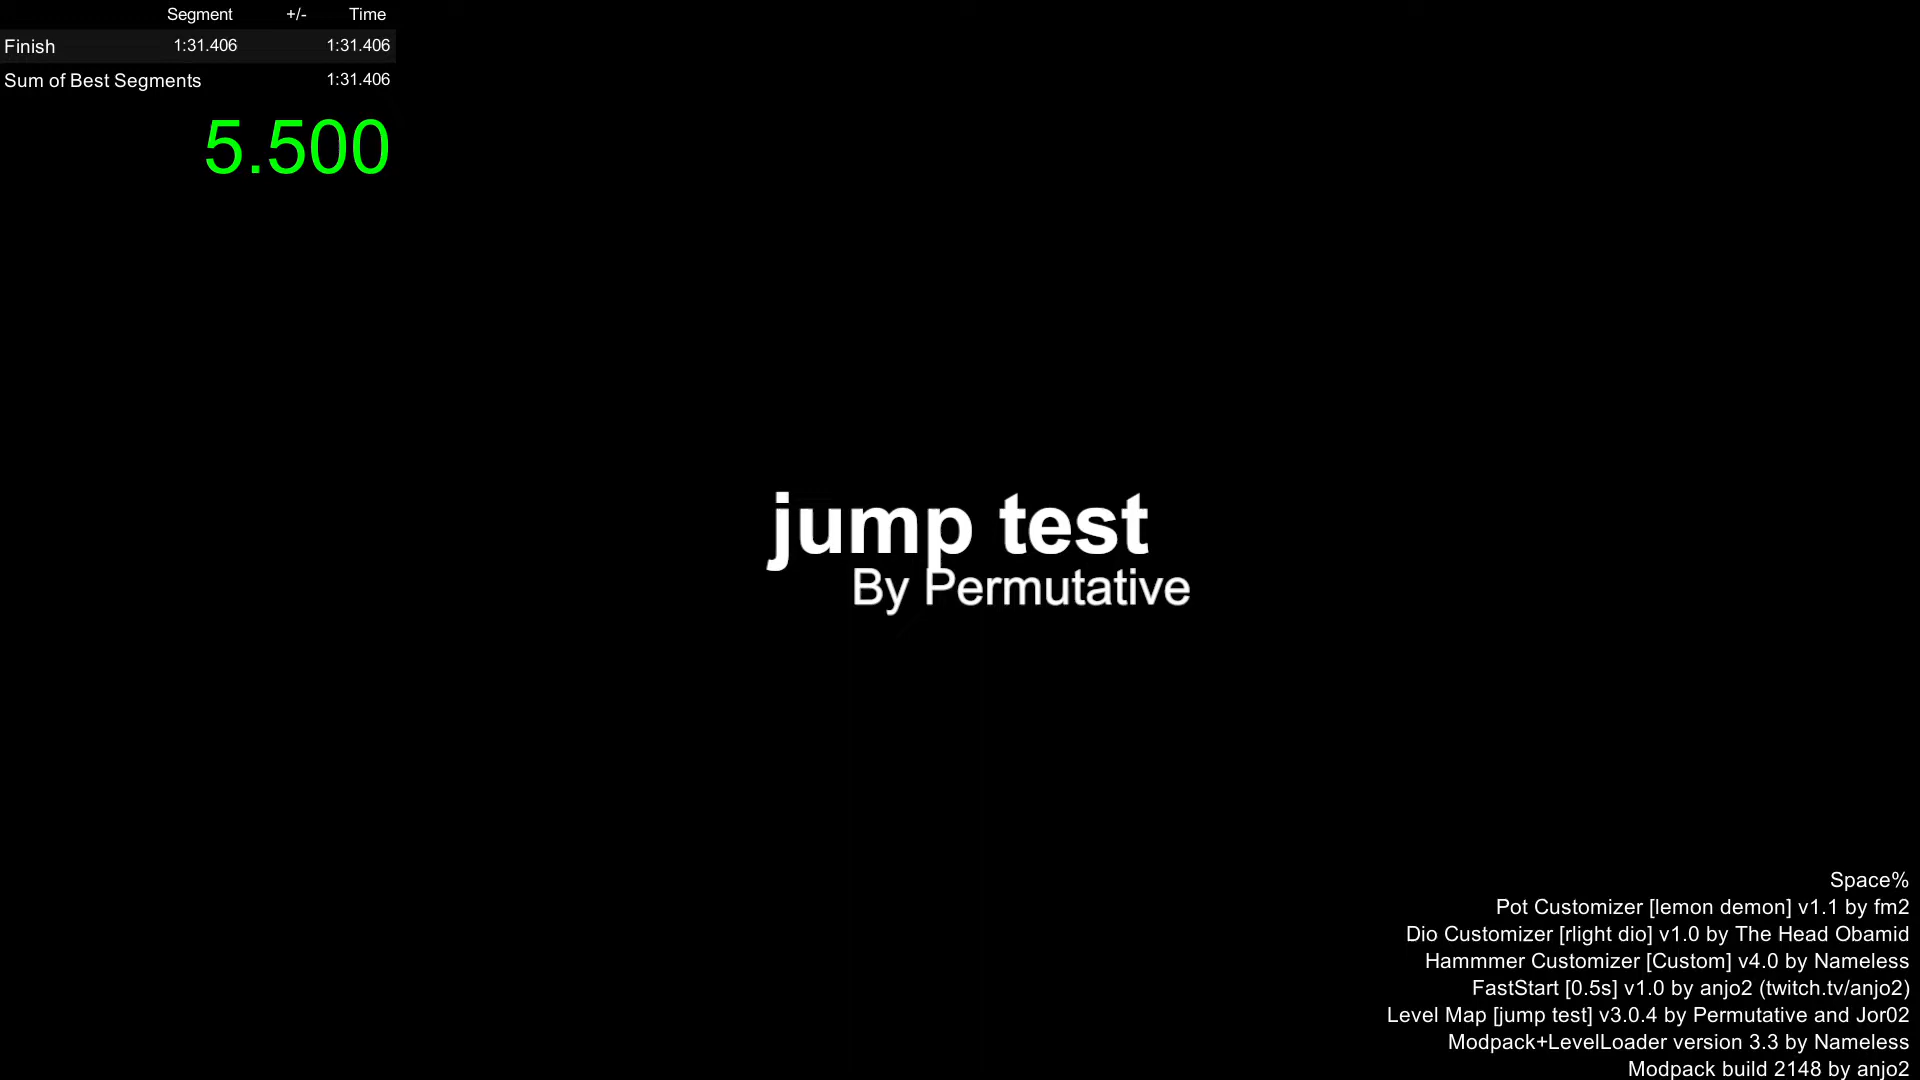 Segment +/- Time
Finish 1:31.406 1:31.406
Sum of Best Segments 1:31.406
5.500
jump test
By Permutative
Space%
Pot Customizer [lemon demon] v1.1 by fm2
Dio Customizer [rlight dio] v1.0 by The Head Obamid
Hammmer Customizer [Custom] v4.0 by Nameless
FastStart [0.5s] v1.0 by anjo2 (twitch.tv/anjo2)
Level Map [jump test] v3.0.4 by Permutative and Jor02
Modpack+LevelLoader version 3.3 by Nameless
Modpack build 2148 by anjo2